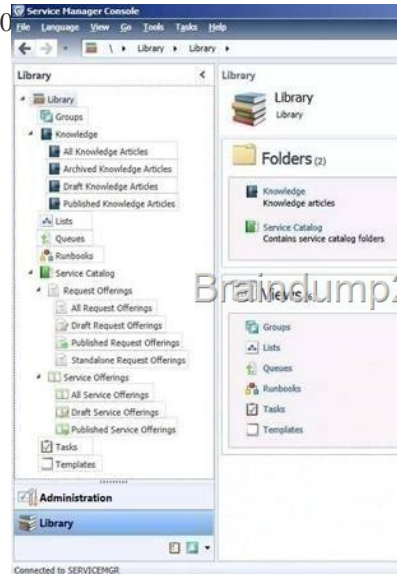 0
Service Manager Console
File Language View Go Tools Tasks Help
\ Library Library
Library <
Library
Groups
Knowledge
All Knowledge Articles
Archived Knowledge Articles
Draft Knowledge Articles
Published Knowledge Articles
Lists
Queues
Runbooks
Service Catalog
Request Offerings
All Request Offerings
Draft Request Offerings
Published Request Offerings
Standalone Request Offerings
Service Offerings
All Service Offerings
Draft Service Offerings
Published Service Offerings
Tasks
Templates
Administration
Library
Connected to SERVICEMGR
Library
Library
Library
Folders (2)
Knowledge
Knowledge articles
Service Catalog
Contains service catalog folders
Braindump2
Views (6)
Groups
Lists
Queues
Runbooks
Tasks
Templates